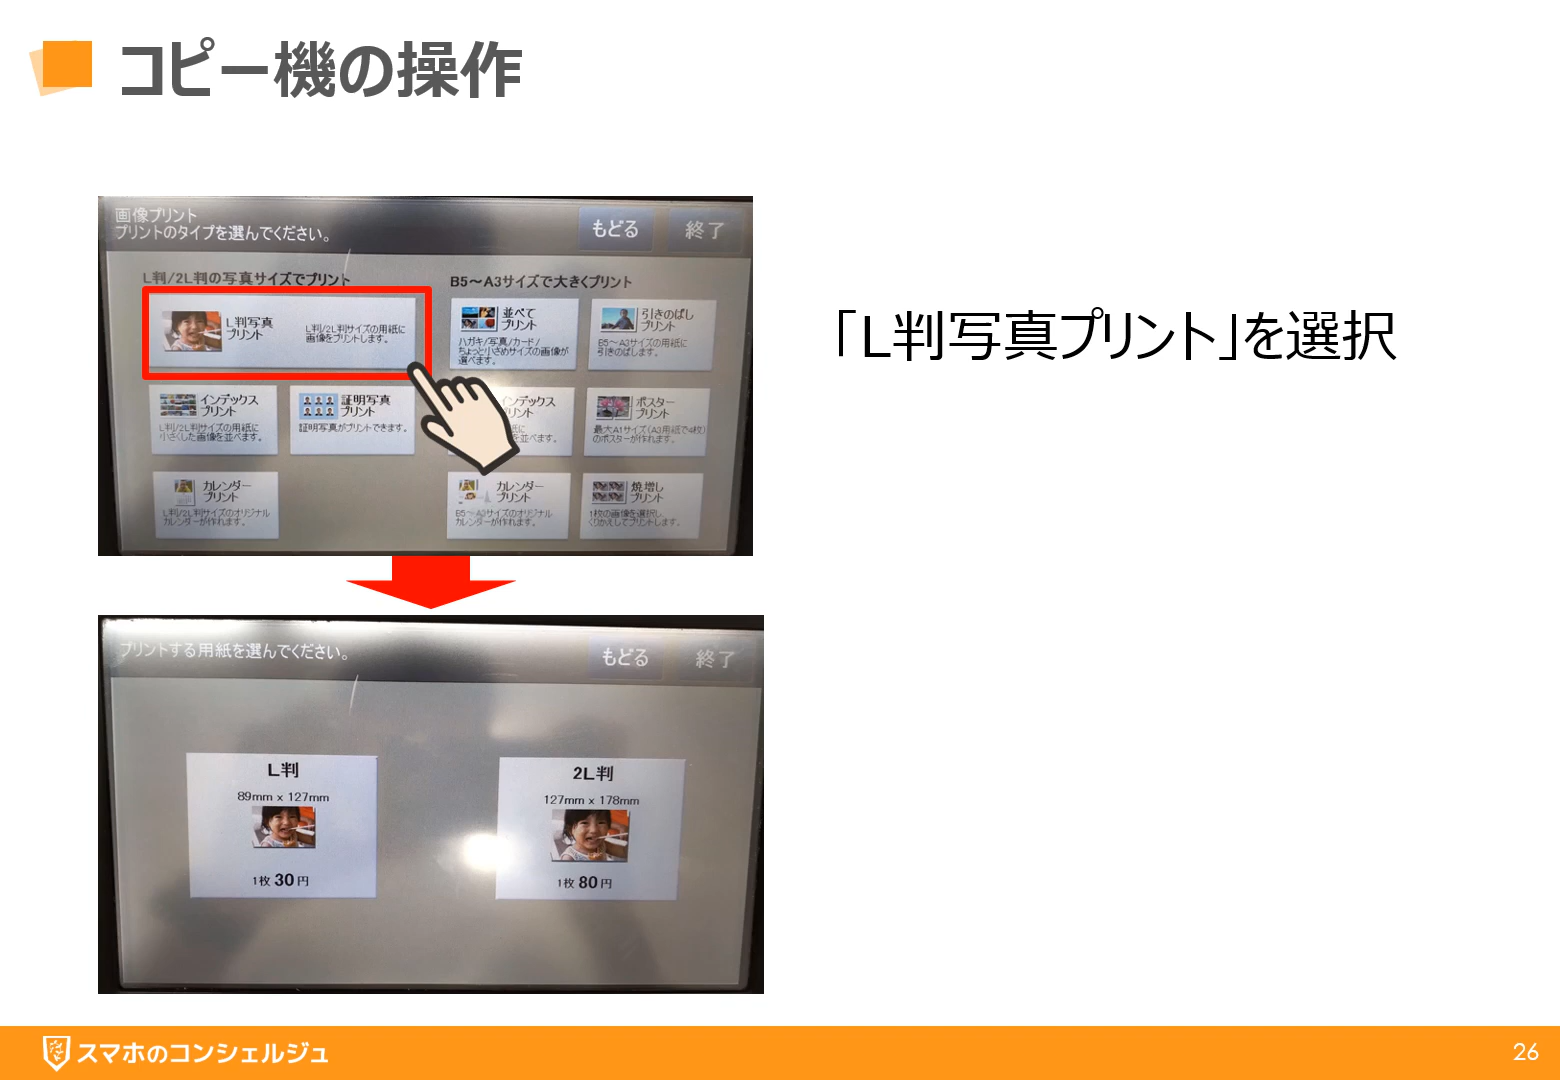 コピー機の操作
画像プリント
プリントのタイプを選んでください。
もどる
終了
L判/2L判の写真サイズでプリント
L判写真
プリント
L判/2L判サイズの用紙に
画像をプリントします。
インデックス
プリント
L判/2L判サイズの用紙に
小さくした画像を並べます。
証明写真
プリント
証明写真がプリントできます。
カレンダー
プリント
L判/2L判サイズのオリジナル
カレンダーが作れます。
B5～A3サイズで大きくプリント
並べて
プリント
ハガキ/写真/カード/
ちょっと小さめサイズの画像が
選べます。
引きのばし
プリント
B5～A3サイズの用紙に
引きのばします。
ンデックス
リント
紙に
を並べます。
ポスター
プリント
最大A1サイズ(A3用紙で4枚)
のポスターが作れます。
カレンダー
プリント
B5～A3サイズのオリジナル
カレンダーが作れます。
焼増し
プリント
1枚の画像を選択し、
くりかえしてプリントします。
「L判写真プリント」を選択
プリントする用紙を選んでください。
もどる
終了
L判
89mm x 127mm
1枚 30円
2L判
127mm x 178mm
1枚 80円
スマホのコンシェルジュ
26